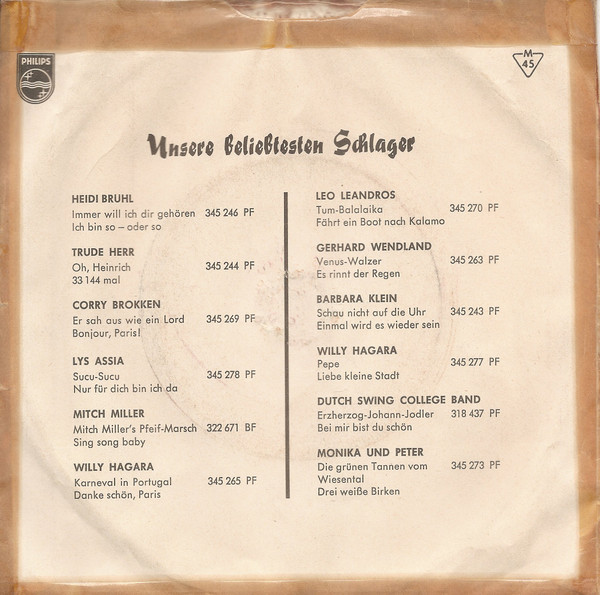 PHILIPS
M
45
Unsere beliebtesten Schlager
HEIDI BRUHL
Immer will ich dir gehören 345 246 PF
Ich bin so – oder so
TRUDE HERR
Oh, Heinrich 345 244 PF
33 144 mal
CORRY BROKKEN
Er sah aus wie ein Lord 345 269 PF
Bonjour, Paris!
LYS ASSIA
Sucu-Sucu 345 278 PF
Nur für dich bin ich da
MITCH MILLER
Mitch Miller's Pfeif-Marsch 322 671 BF
Sing song baby
WILLY HAGARA
Karneval in Portugal 345 265 PF
Danke schön, Paris
LEO LEANDROS
Tum-Balalaika 345 270 PF
Fährt ein Boot nach Kalamo
GERHARD WENDLAND
Venus-Walzer 345 263 PF
Es rinnt der Regen
BARBARA KLEIN
Schau nicht auf die Uhr 345 243 PF
Einmal wird es wieder sein
WILLY HAGARA
Pepe 345 277 PF
Liebe kleine Stadt
DUTCH SWING COLLEGE BAND
Erzherzog-Johann-Jodler 318 437 PF
Bei mir bist du schön
MONIKA UND PETER
Die grünen Tannen vom 345 273 PF
Wiesental
Drei weiße Birken